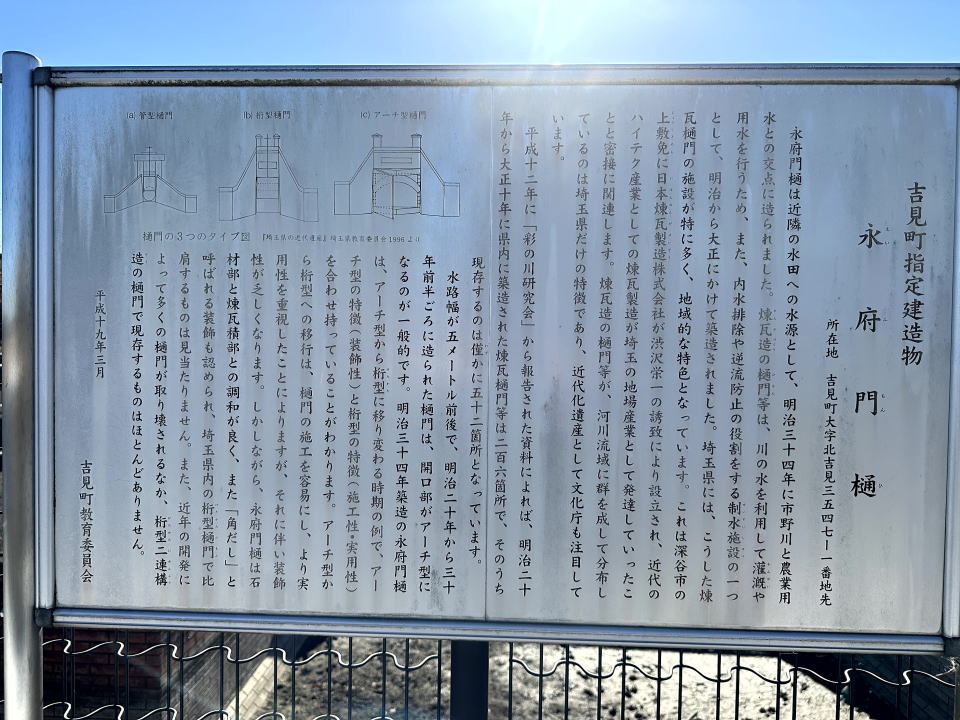 吉見町指定建造物
永府門樋
えい ふ もん ぴ
所在地 吉見町大字北吉見三五四七―一番地先
永府門樋は近隣の水田への水源として、明治三十四年に市野川と農業用
水との交点に造られました。煉瓦造の樋門等は、川の水を利用して灌漑や
用水を行うため、また、内水排除や逆流防止の役割をする制水施設の一つ
として、明治から大正にかけて築造されました。埼玉県には、こうした煉
瓦樋門の施設が特に多く、地域的な特色となっています。これは深谷市の
上敷免に日本煉瓦製造株式会社が渋沢栄一の誘致により設立され、近代の
ハイテク産業としての煉瓦製造が埼玉の地場産業として発達していったこ
とと密接に関連します。煉瓦造の樋門等が、河川流域に群を成して分布し
ているのは埼玉県だけの特徴であり、近代化遺産として文化庁も注目して
います。
平成十二年に「彩の川研究会」から報告された資料によれば、明治二十
年から大正十年に県内に築造された煉瓦樋門等は二百六箇所で、そのうち
(a) 管型樋門
(b) 桁型樋門
(c) アーチ型樋門
樋門の3つのタイプ図 『埼玉県の近代遺産』埼玉県教育委員会1996より
現存するのは僅かに五十二箇所となっています。
水路幅が五メートル前後で、明治二十年から三十
年前半ごろに造られた樋門は、開口部がアーチ型に
なるのが一般的です。明治三十四年築造の永府門樋
は、アーチ型から桁型に移り変わる時期の例で、アー
チ型の特徴(装飾性)と桁型の特徴(施工性・実用性)
を合わせ持っていることがわかります。アーチ型か
ら桁型への移行は、樋門の施工を容易にし、より実
用性を重視したことによりますが、それに伴い装飾
性が乏しくなります。しかしながら、永府門樋は石
材部と煉瓦積部との調和が良く、また「角だし」と
呼ばれる装飾も認められ、埼玉県内の桁型樋門で比
肩するものは見当たりません。また、近年の開発に
よって多くの樋門が取り壊されるなか、桁型二連構
造の樋門で現存するものはほとんどありません。
平成十九年三月
吉見町教育委員会